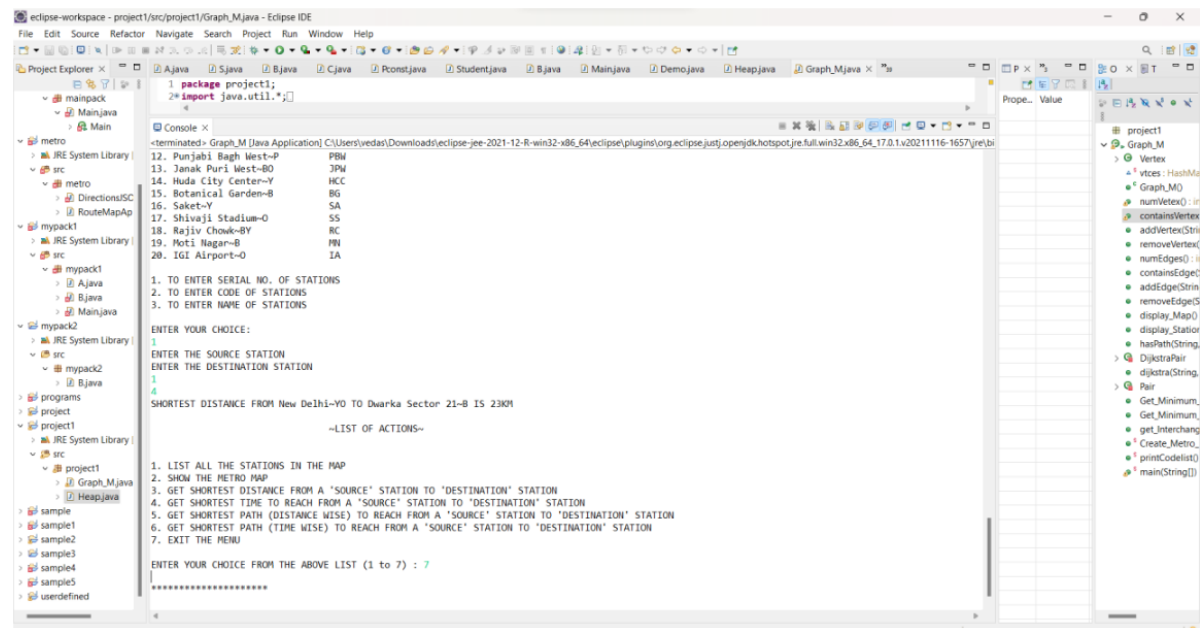 eclipse-workspace - project1/src/project1/Graph_M.java - Eclipse IDE
File Edit Source Refactor Navigate Search Project Run Window Help
Project Explorer
mainpack
Main.java
Main
metro
JRE System Library [
src
metro
DirectionsJSC
RouteMapAp
mypack1
JRE System Library [
src
mypack1
A.java
B.java
Main.java
mypack2
JRE System Library [
src
mypack2
B.java
programs
project
project1
JRE System Library [
src
project1
Graph_M.java
Heap.java
sample
sample1
sample2
sample3
sample4
sample5
userdefined
A.java S.java B.java C.java Pconst.java Student.java B.java Main.java Demo.java Heap.java Graph_M.java
1 package project1;
2 import java.util.*;
Console
<terminated> Graph_M [Java Application] C:\Users\vedas\Downloads\eclipse-jee-2021-12-R-win32-x86_64\eclipse\plugins\org.eclipse.justj.openjdk.hotspot.jre.full.win32.x86_64_17.0.1.v20211116-1657\jre\bi
12. Punjabi Bagh West~P PBW
13. Janak Puri West~BO JPW
14. Huda City Center~Y HCC
15. Botanical Garden~B BG
16. Saket~Y SA
17. Shivaji Stadium~O SS
18. Rajiv Chowk~BY RC
19. Moti Nagar~B MN
20. IGI Airport~O IA
1. TO ENTER SERIAL NO. OF STATIONS
2. TO ENTER CODE OF STATIONS
3. TO ENTER NAME OF STATIONS
ENTER YOUR CHOICE:
1
ENTER THE SOURCE STATION
ENTER THE DESTINATION STATION
1
4
SHORTEST DISTANCE FROM New Delhi~YO TO Dwarka Sector 21~B IS 23KM
~LIST OF ACTIONS~
1. LIST ALL THE STATIONS IN THE MAP
2. SHOW THE METRO MAP
3. GET SHORTEST DISTANCE FROM A 'SOURCE' STATION TO 'DESTINATION' STATION
4. GET SHORTEST TIME TO REACH FROM A 'SOURCE' STATION TO 'DESTINATION' STATION
5. GET SHORTEST PATH (DISTANCE WISE) TO REACH FROM A 'SOURCE' STATION TO 'DESTINATION' STATION
6. GET SHORTEST PATH (TIME WISE) TO REACH FROM A 'SOURCE' STATION TO 'DESTINATION' STATION
7. EXIT THE MENU
ENTER YOUR CHOICE FROM THE ABOVE LIST (1 to 7) : 7
*********************
P
Prope... Value
O T
project1
Graph_M
Vertex
vtces : HashMa
Graph_M()
numVetex() : in
containsVertex
addVertex(Stri
removeVertex(
numEdges() : i
containsEdge(S
addEdge(Strin
removeEdge(S
display_Map()
display_Station
hasPath(String,
DijkstraPair
dijkstra(String,
Pair
Get_Minimum_
Get_Minimum_
get_Interchang
Create_Metro_
printCodelist()
main(String[])